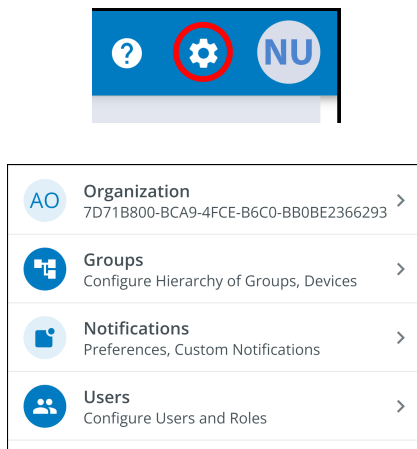 ?
NU
AO
Organization
7D71B800-BCA9-4FCE-B6C0-BB0BE2366293
Groups
Configure Hierarchy of Groups, Devices
Notifications
Preferences, Custom Notifications
Users
Configure Users and Roles